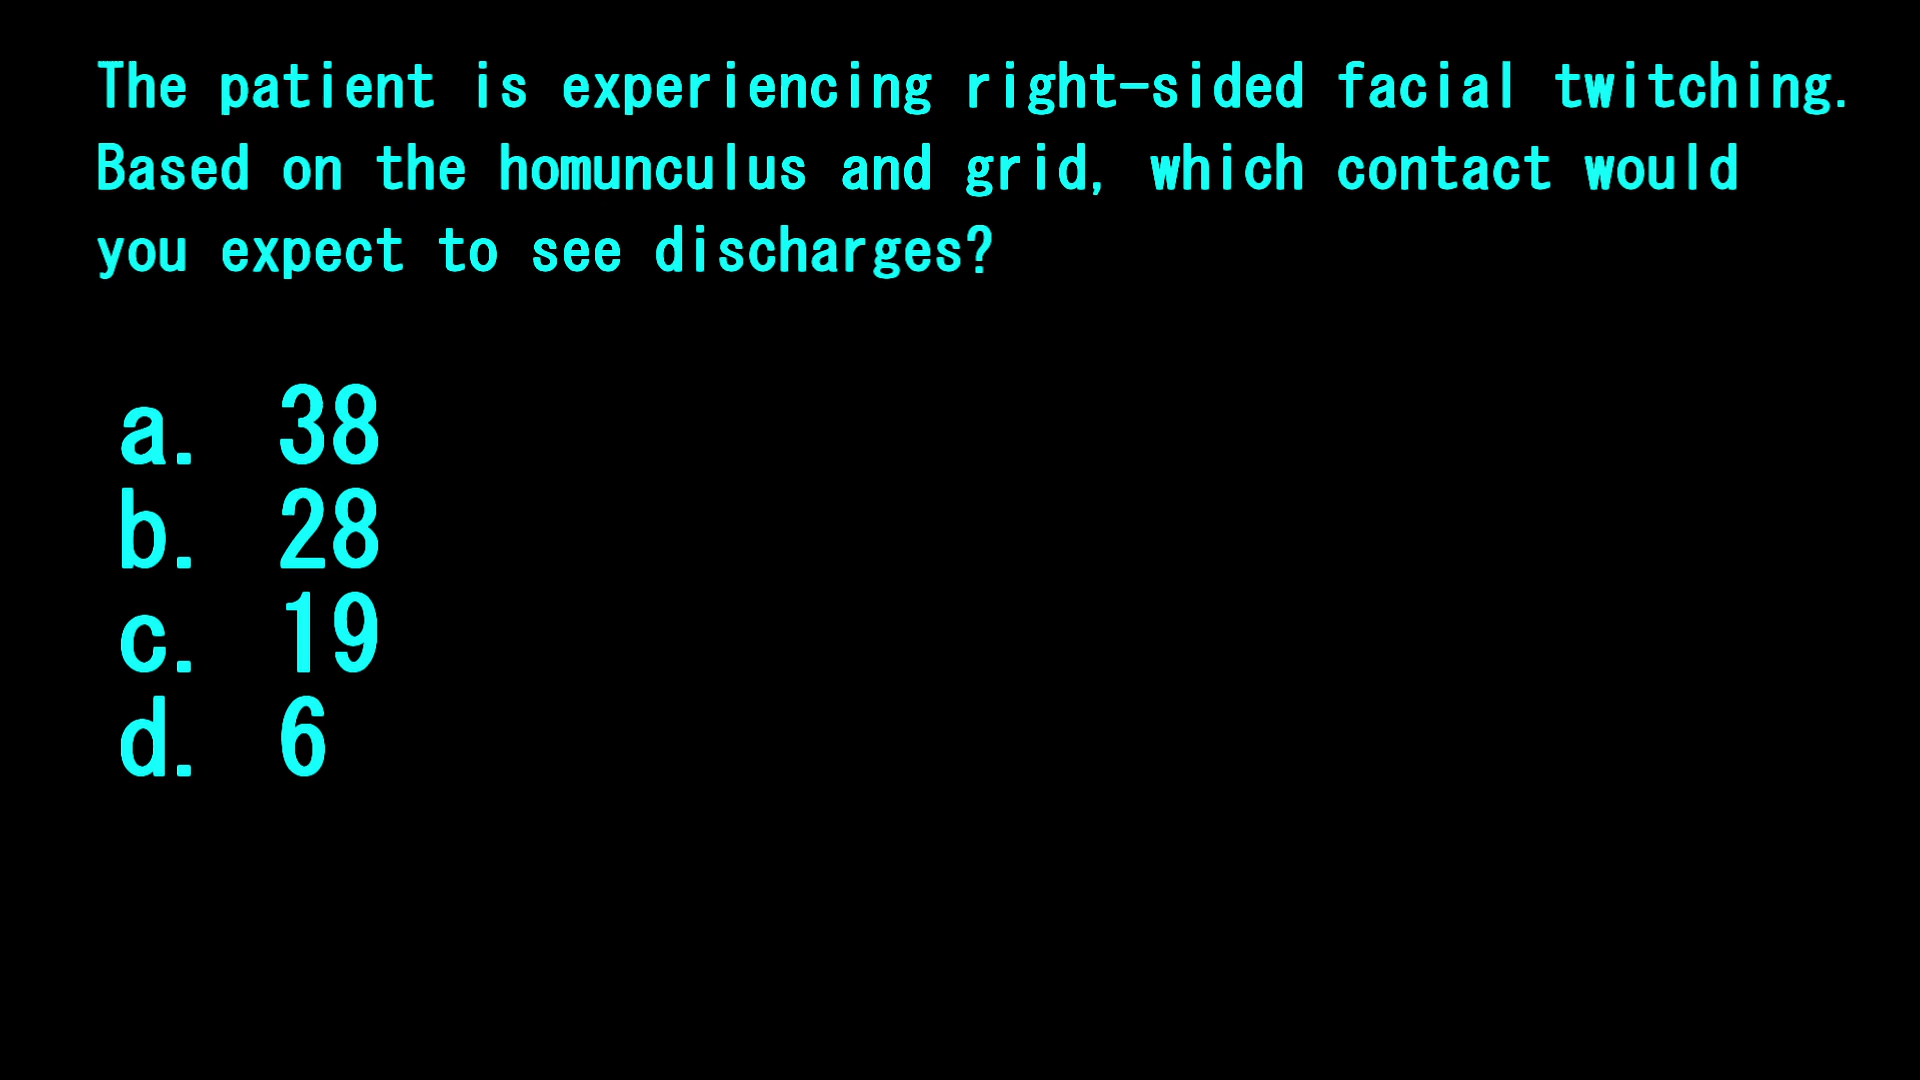 The patient is experiencing right-sided facial twitching.
Based on the homunculus and grid, which contact would
you expect to see discharges?
a. 38
b. 28
c. 19
d. 6